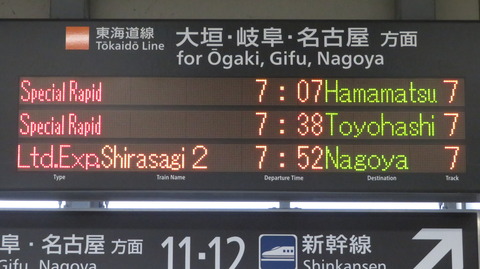 東海道線 大垣・岐阜・名古屋 方面
Tōkaidō Line for Ōgaki, Gifu, Nagoya
Special Rapid 7:07 Hamamatsu 7
Special Rapid 7:38 Toyohashi 7
Ltd.Exp. Shirasagi 2 7:52 Nagoya 7
Type Train Name Departure Time Destination Track
阜・名古屋 方面 11・12 新幹線
Gifu, Nagoya Shinkansen